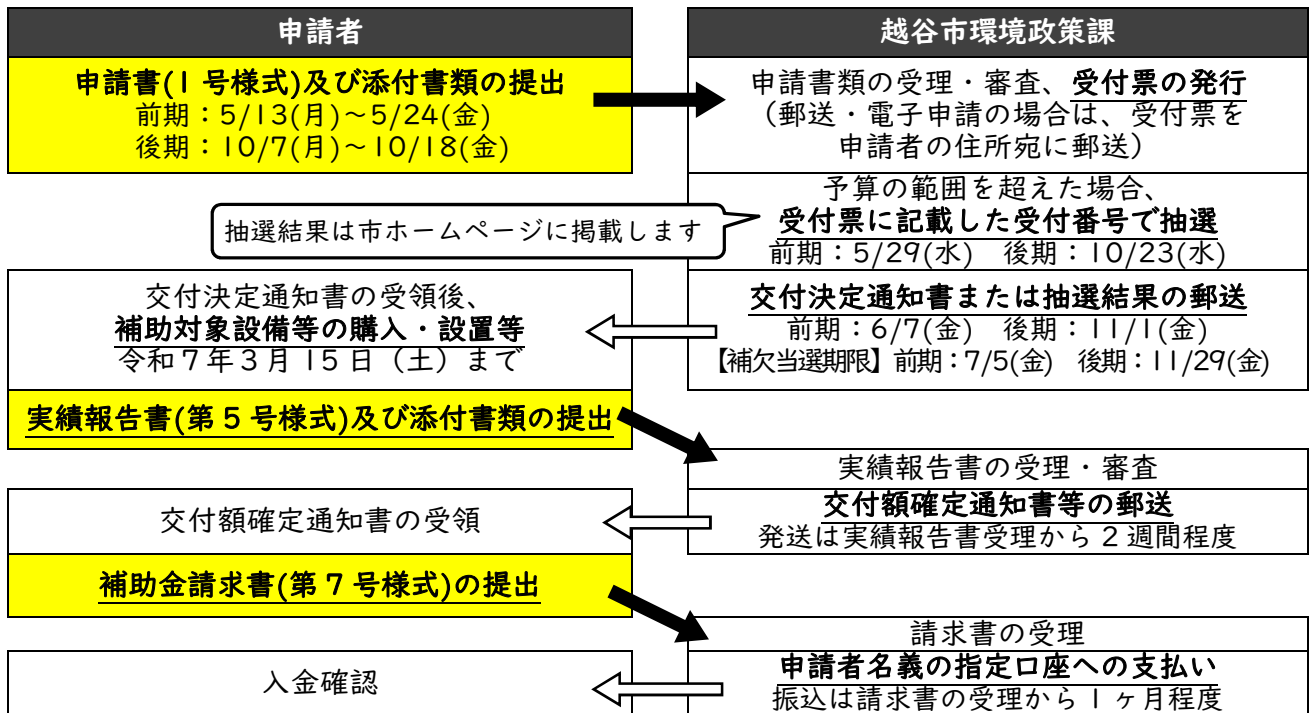 申請者
越谷市環境政策課
申請書(1号様式)及び添付書類の提出
前期：5/13(月)～5/24(金)
後期：10/7(月)～10/18(金)
申請書類の受理・審査、受付票の発行
（郵送・電子申請の場合は、受付票を
申請者の住所宛に郵送）
予算の範囲を超えた場合、
受付票に記載した受付番号で抽選
前期：5/29(水)　後期：10/23(水)
抽選結果は市ホームページに掲載します
交付決定通知書または抽選結果の郵送
前期：6/7(金)　後期：11/1(金)
【補欠当選期限】前期：7/5(金)　後期：11/29(金)
交付決定通知書の受領後、
補助対象設備等の購入・設置等
令和7年3月15日（土）まで
実績報告書(第5号様式)及び添付書類の提出
実績報告書の受理・審査
交付額確定通知書等の郵送
発送は実績報告書受理から2週間程度
交付額確定通知書の受領
補助金請求書(第7号様式)の提出
請求書の受理
申請者名義の指定口座への支払い
振込は請求書の受理から1ヶ月程度
入金確認